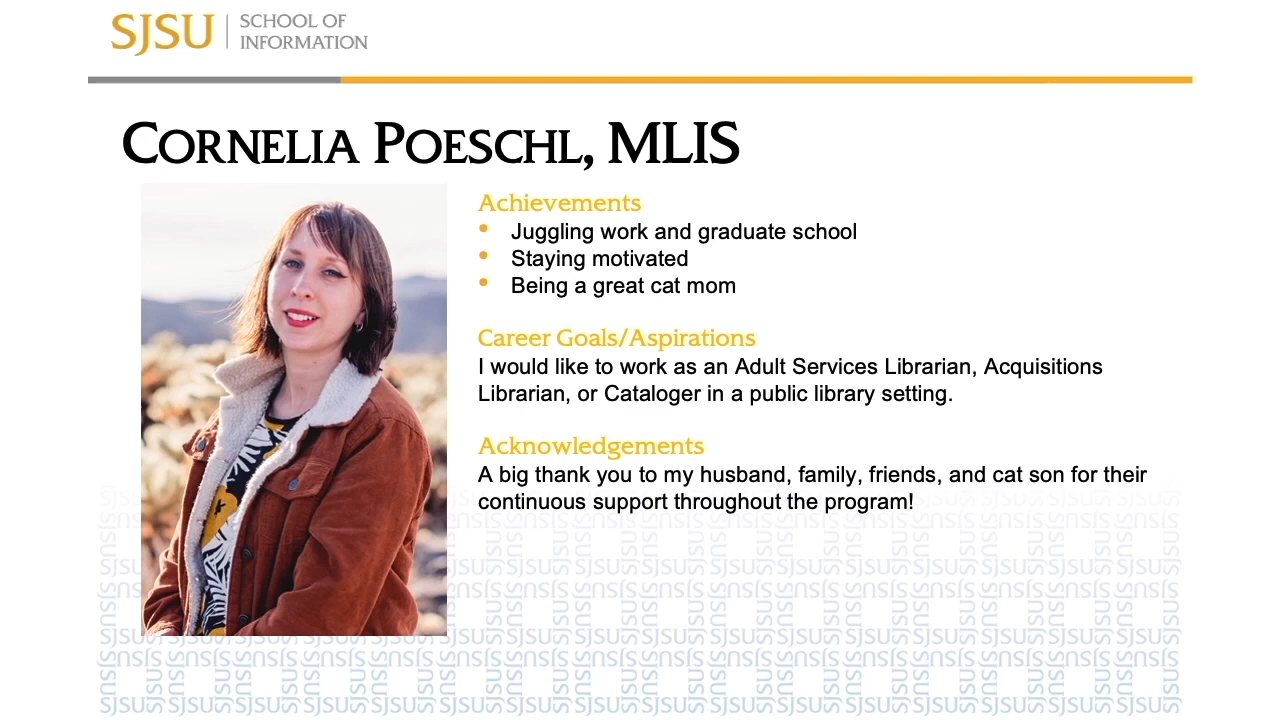 SJSU SCHOOL OF
INFORMATION
CORNELIA POESCHL, MLIS
Achievements
• Juggling work and graduate school
• Staying motivated
• Being a great cat mom
Career Goals/Aspirations
I would like to work as an Adult Services Librarian, Acquisitions
Librarian, or Cataloger in a public library setting.
Acknowledgements
A big thank you to my husband, family, friends, and cat son for their
continuous support throughout the program!